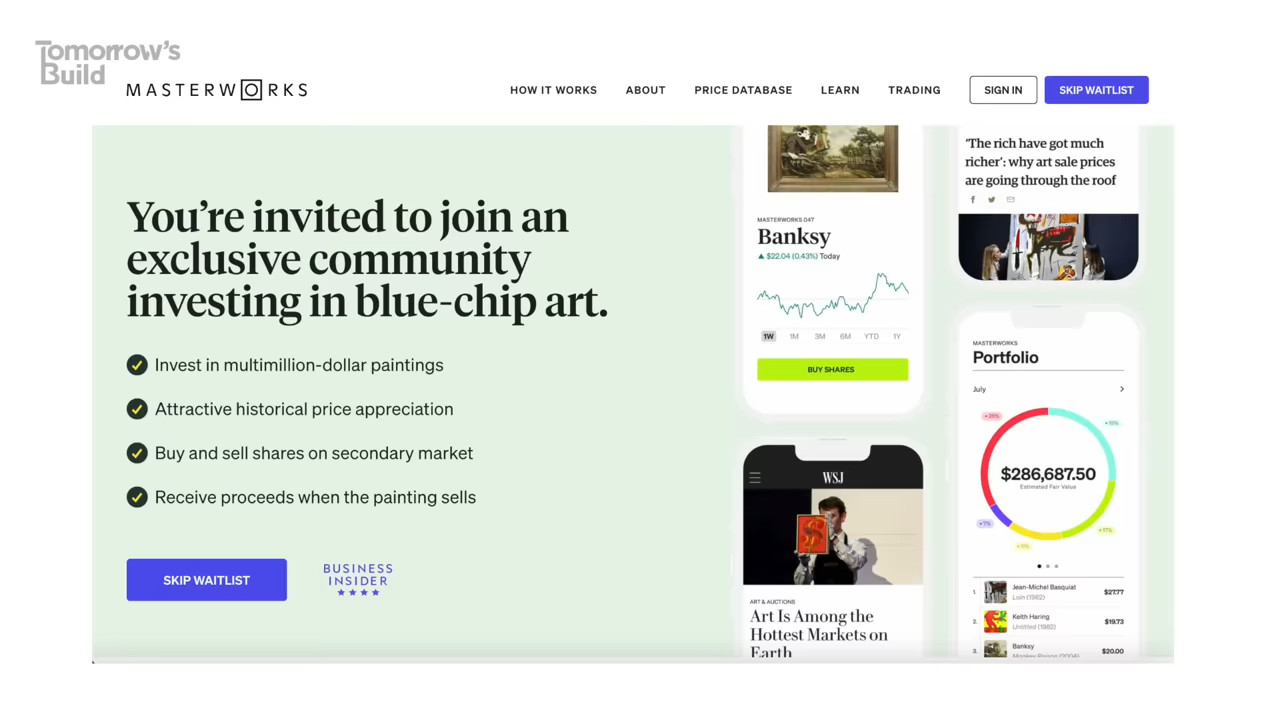 Tomorrow's
Build
MASTERWORKS
HOW IT WORKS
ABOUT
PRICE DATABASE
LEARN
TRADING
SIGN IN
SKIP WAITLIST
You're invited to join an
exclusive community
investing in blue-chip art.
Invest in multimillion-dollar paintings
Attractive historical price appreciation
Buy and sell shares on secondary market
Receive proceeds when the painting sells
SKIP WAITLIST
BUSINESS
INSIDER
MASTERWORKS 047
Banksy
$22.04 (0.43%) Today
1W 1M 3M 6M YTD 1Y
BUY SHARES
WSJ
ART & AUCTIONS
Art Is Among the
Hottest Markets on
Earth
'The rich have got much
richer': why art sale prices
are going through the roof
MASTERWORKS
Portfolio
July
$286,687.50
Estimated Fair Value
1. Jean-Michel Basquiat $27.77
Loin (1982)
2. Keith Haring $19.73
Untitled (1982)
3. Banksy $20.00